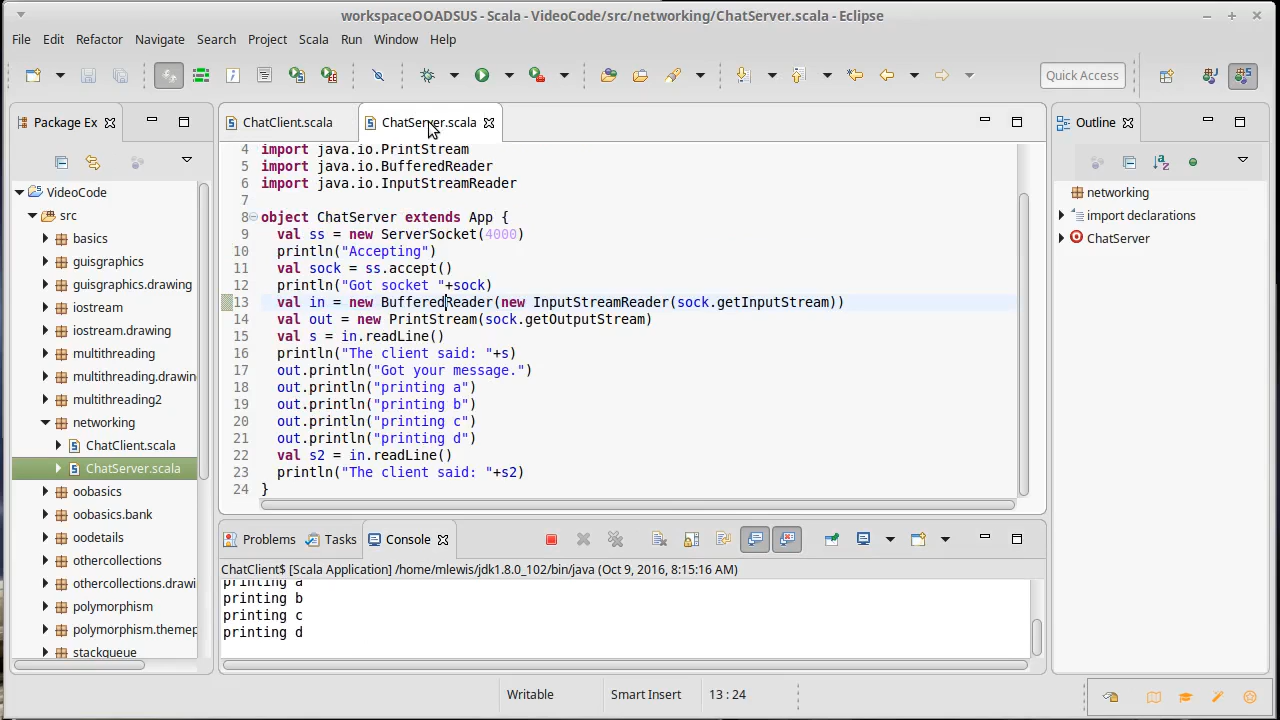 workspaceOOADSUS - Scala - VideoCode/src/networking/ChatServer.scala - Eclipse
File Edit Refactor Navigate Search Project Scala Run Window Help
Quick Access
Package Ex
VideoCode
src
basics
guisgraphics
guisgraphics.drawing
iostream
iostream.drawing
multithreading
multithreading.drawin
multithreading2
networking
ChatClient.scala
ChatServer.scala
oobasics
oobasics.bank
oodetails
othercollections
othercollections.drawi
polymorphism
polymorphism.themep
stackqueue
ChatClient.scala ChatServer.scala
4 import java.io.PrintStream
5 import java.io.BufferedReader
6 import java.io.InputStreamReader
7
8 object ChatServer extends App {
9 val ss = new ServerSocket(4000)
10 println("Accepting")
11 val sock = ss.accept()
12 println("Got socket "+sock)
13 val in = new BufferedReader(new InputStreamReader(sock.getInputStream))
14 val out = new PrintStream(sock.getOutputStream)
15 val s = in.readLine()
16 println("The client said: "+s)
17 out.println("Got your message.")
18 out.println("printing a")
19 out.println("printing b")
20 out.println("printing c")
21 out.println("printing d")
22 val s2 = in.readLine()
23 println("The client said: "+s2)
24 }
Outline
networking
import declarations
ChatServer
Problems Tasks Console
ChatClient$ [Scala Application] /home/mlewis/jdk1.8.0_102/bin/java (Oct 9, 2016, 8:15:16 AM)
printing a
printing b
printing c
printing d
Writable Smart Insert 13 : 24